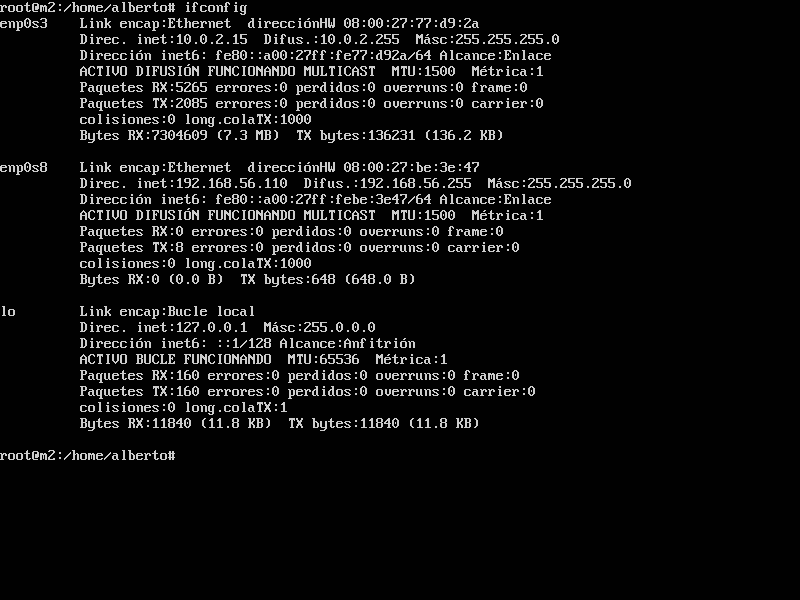 root@m2:/home/alberto# ifconfig
enp0s3    Link encap:Ethernet  direcciónHW 08:00:27:77:d9:2a
          Direc. inet:10.0.2.15  Difus.:10.0.2.255  Másc:255.255.255.0
          Dirección inet6: fe80::a00:27ff:fe77:d92a/64 Alcance:Enlace
          ACTIVO DIFUSIÓN FUNCIONANDO MULTICAST  MTU:1500  Métrica:1
          Paquetes RX:5265 errores:0 perdidos:0 overruns:0 frame:0
          Paquetes TX:2085 errores:0 perdidos:0 overruns:0 carrier:0
          colisiones:0 long.colaTX:1000
          Bytes RX:7304609 (7.3 MB)  TX bytes:136231 (136.2 KB)
enp0s8    Link encap:Ethernet  direcciónHW 08:00:27:be:3e:47
          Direc. inet:192.168.56.110  Difus.:192.168.56.255  Másc:255.255.255.0
          Dirección inet6: fe80::a00:27ff:febe:3e47/64 Alcance:Enlace
          ACTIVO DIFUSIÓN FUNCIONANDO MULTICAST  MTU:1500  Métrica:1
          Paquetes RX:0 errores:0 perdidos:0 overruns:0 frame:0
          Paquetes TX:8 errores:0 perdidos:0 overruns:0 carrier:0
          colisiones:0 long.colaTX:1000
          Bytes RX:0 (0.0 B)  TX bytes:648 (648.0 B)
lo        Link encap:Bucle local
          Direc. inet:127.0.0.1  Másc:255.0.0.0
          Dirección inet6: ::1/128 Alcance:Anfitrión
          ACTIVO BUCLE FUNCIONANDO  MTU:65536  Métrica:1
          Paquetes RX:160 errores:0 perdidos:0 overruns:0 frame:0
          Paquetes TX:160 errores:0 perdidos:0 overruns:0 carrier:0
          colisiones:0 long.colaTX:1
          Bytes RX:11840 (11.8 KB)  TX bytes:11840 (11.8 KB)
root@m2:/home/alberto#